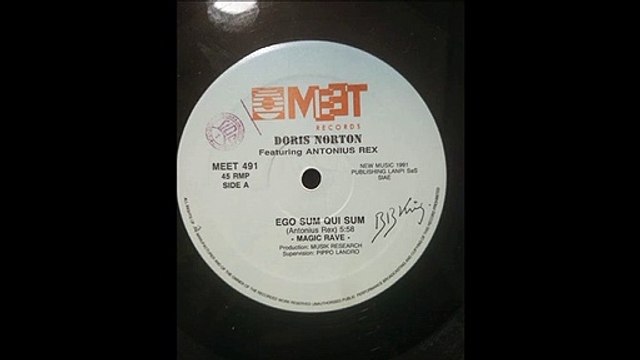 MEET
RECORDS
DORIS NORTON
Featuring ANTONIUS REX
MEET 491
45 RMP
SIDE A
NEW MUSIC 1991
PUBLISHING LANPI SaS
SIAE
EGO SUM QUI SUM
(Antonius Rex) 5:58
- MAGIC RAVE -
Production: MUSIK RESEARCH
Supervision: PIPPO LANDRO